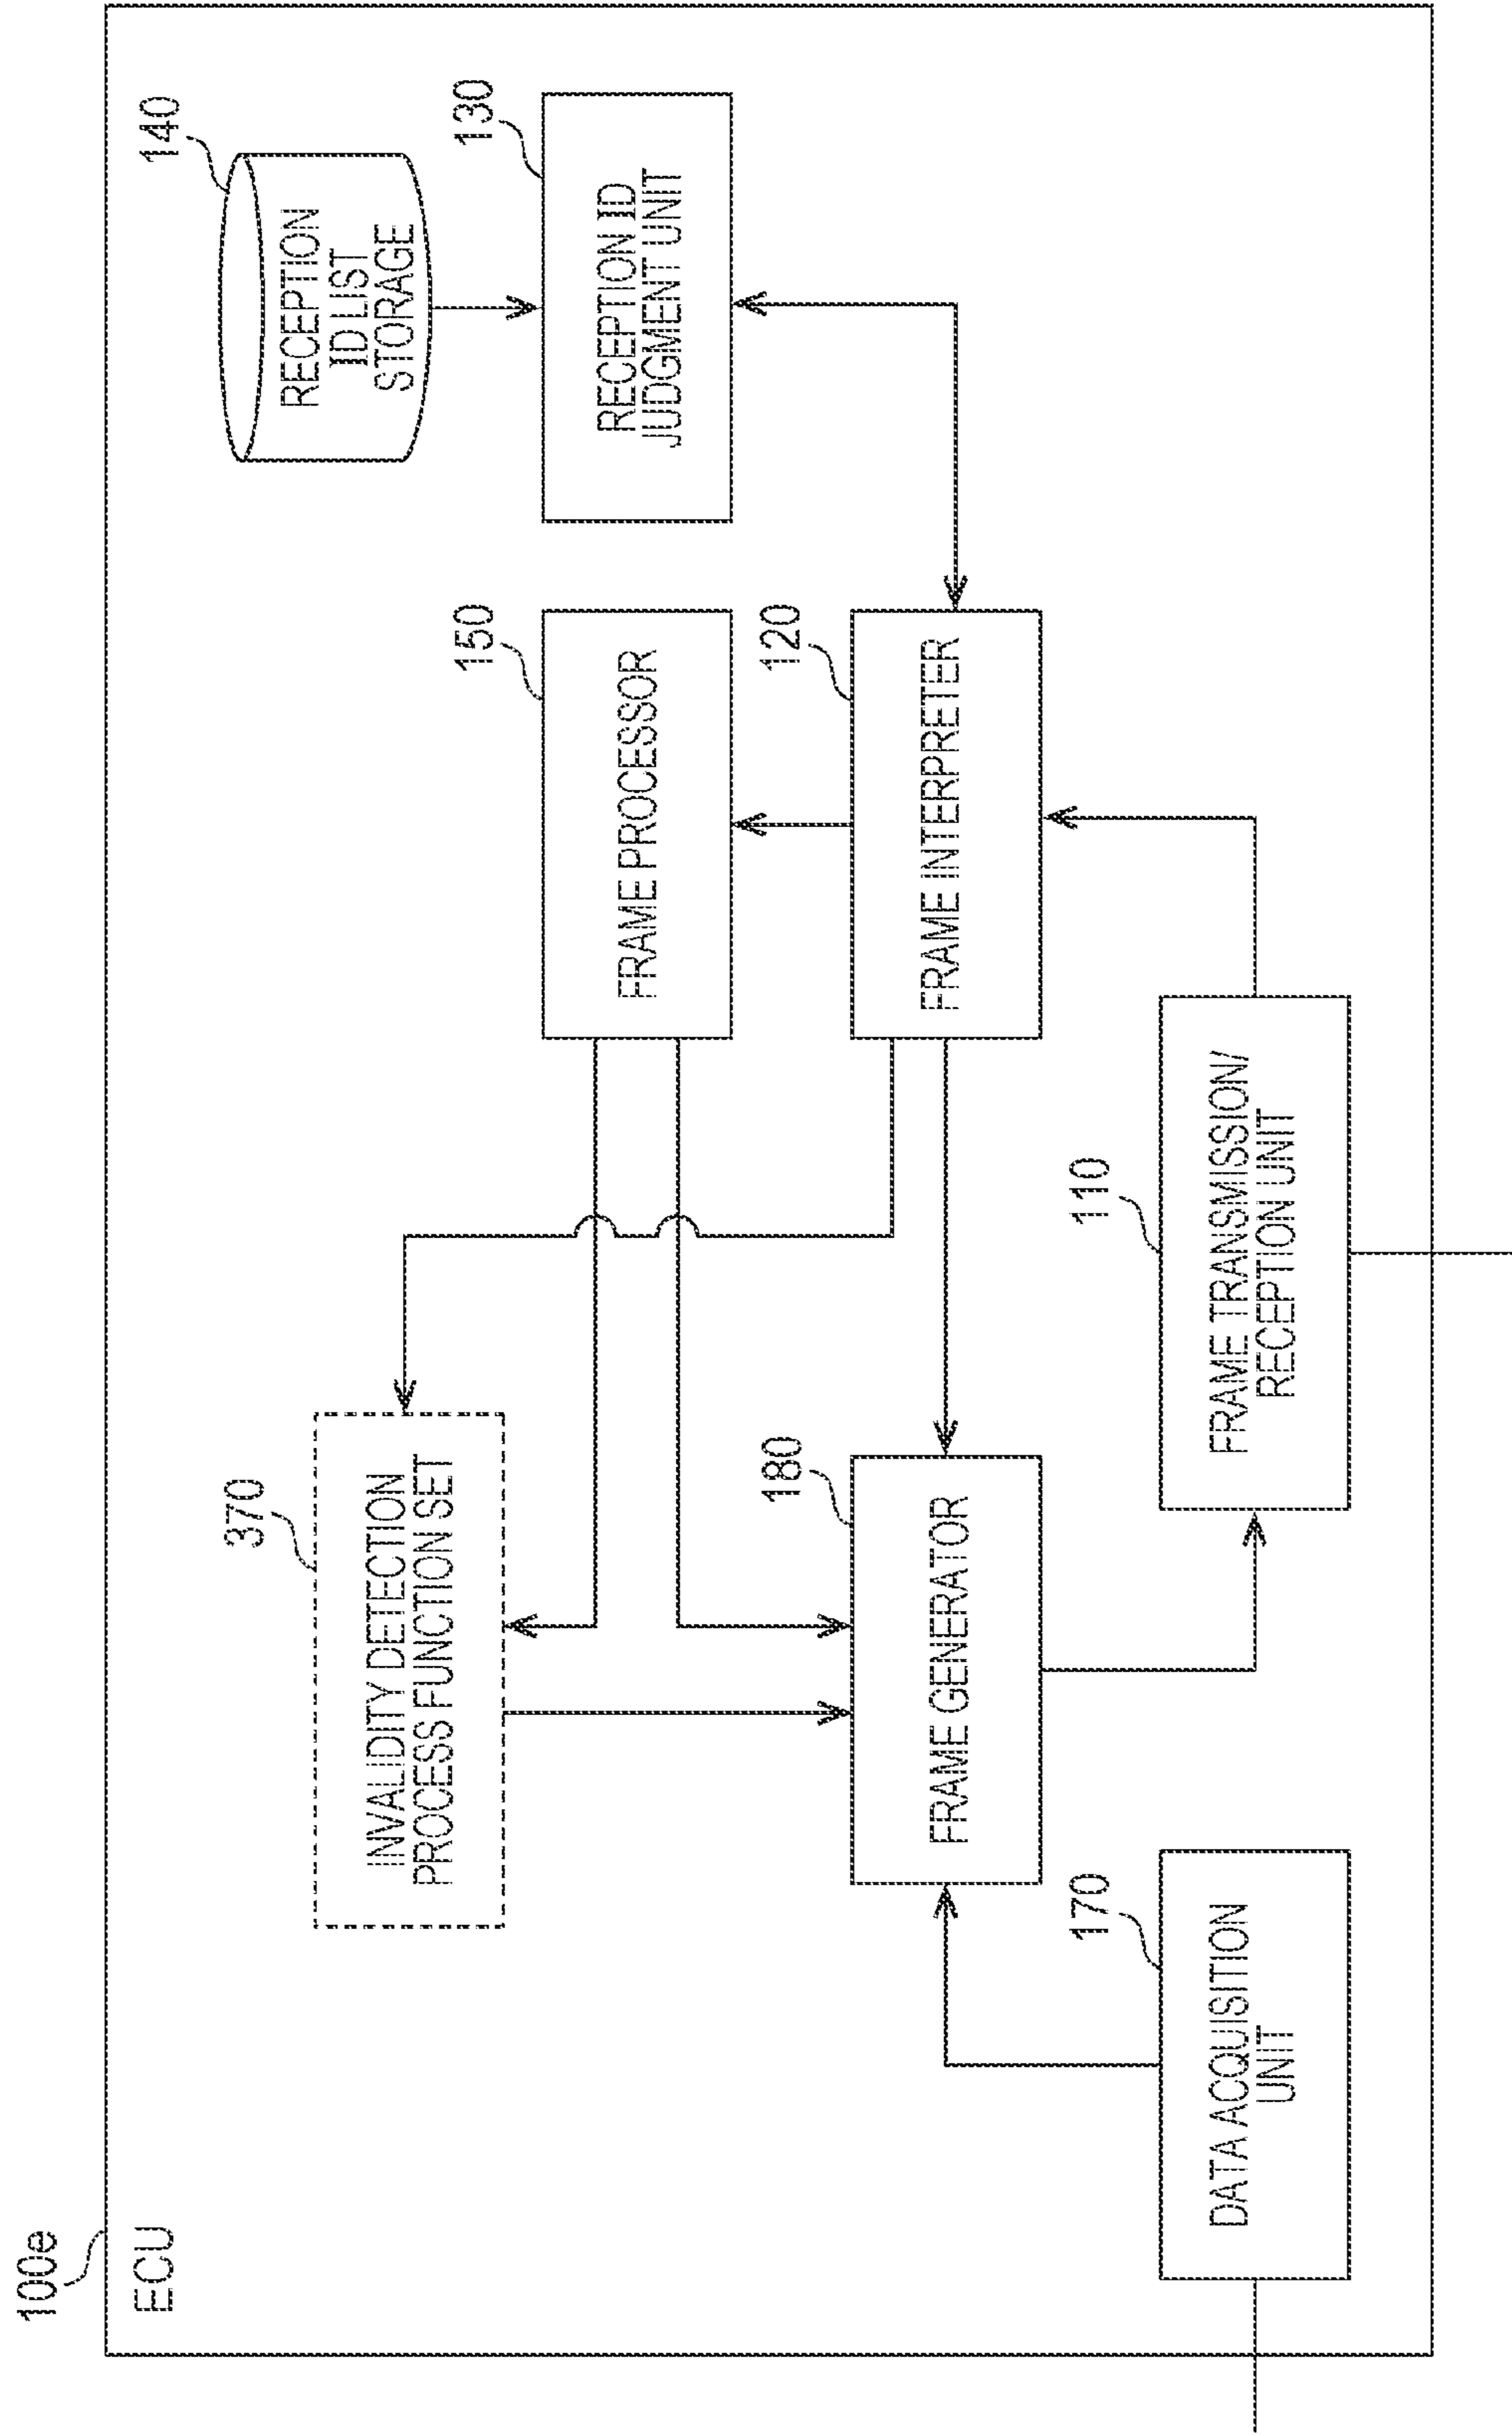 100e
ECU
370
INVALIDITY DETECTION
PROCESS FUNCTION SET
150
FRAME PROCESSOR
140
RECEPTION
ID LIST
STORAGE
130
RECEPTION ID
JUDGMENT UNIT
180
FRAME GENERATOR
120
FRAME INTERPRETER
170
DATA ACQUISITION
UNIT
110
FRAME TRANSMISSION/
RECEPTION UNIT